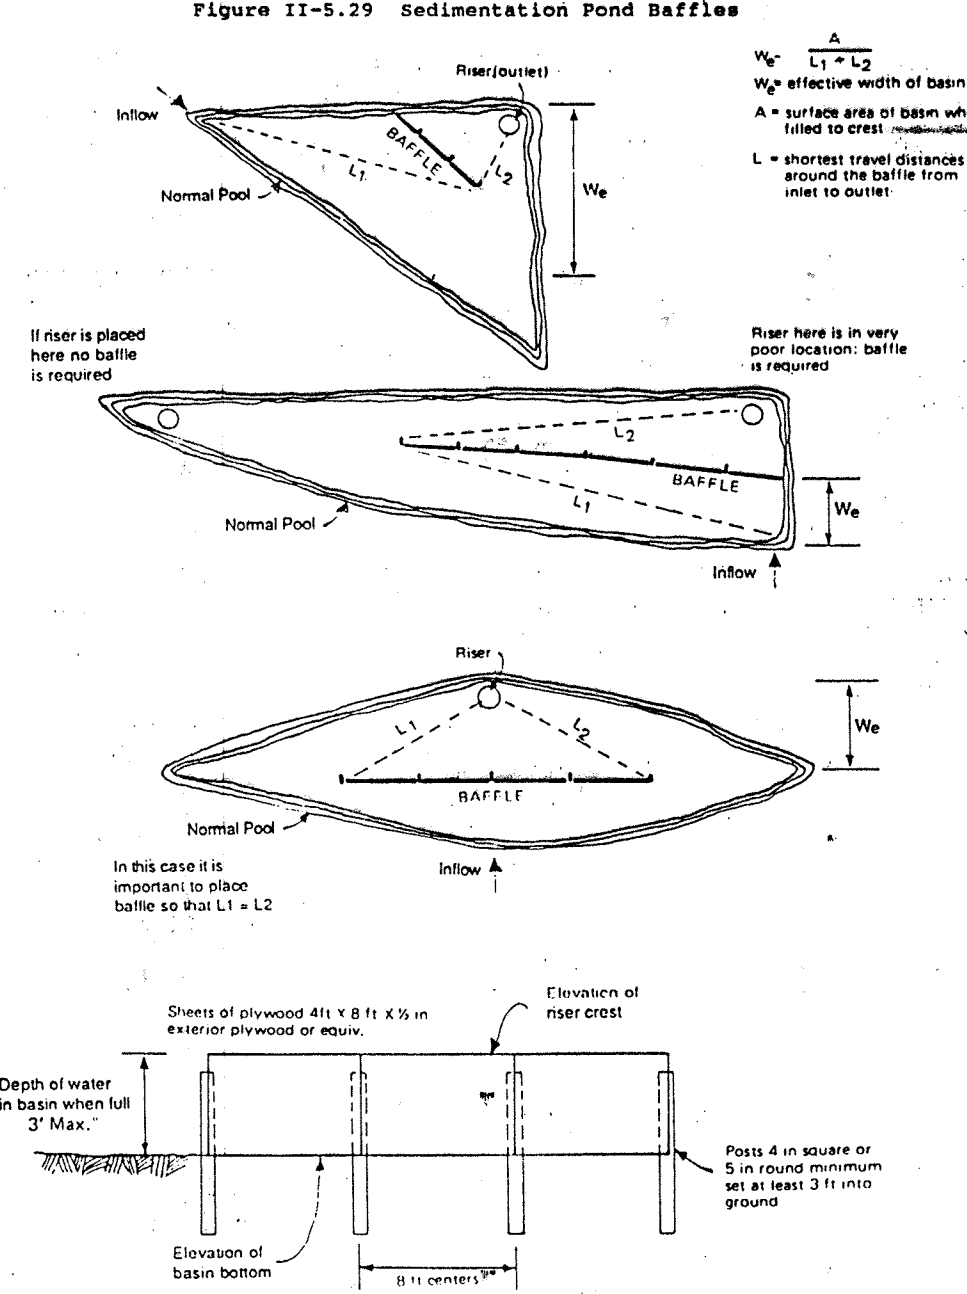 Figure II-5.29 Sedimentation Pond Baffles
We= A
L1 + L2
We= effective width of basin
A = surface area of basin wh
filled to crest
L = shortest travel distances
around the baffle from
inlet to outlet
Riser(outlet)
Inflow
BAFFLE
L1
L2
We
Normal Pool
If riser is placed
here no baffle
is required
Riser here is in very
poor location: baffle
is required
L2
BAFFLE
L1
We
Normal Pool
Inflow
Riser
L1
L2
We
BAFFLE
Normal Pool
Inflow
In this case it is
important to place
baffle so that L1 = L2
Elevation of
riser crest
Sheets of plywood 4ft X 8 ft X ½ in
exterior plywood or equiv.
Depth of water
in basin when full
3' Max."
Posts 4 in square or
5 in round minimum
set at least 3 ft into
ground
Elevation of
basin bottom
8 ft centers